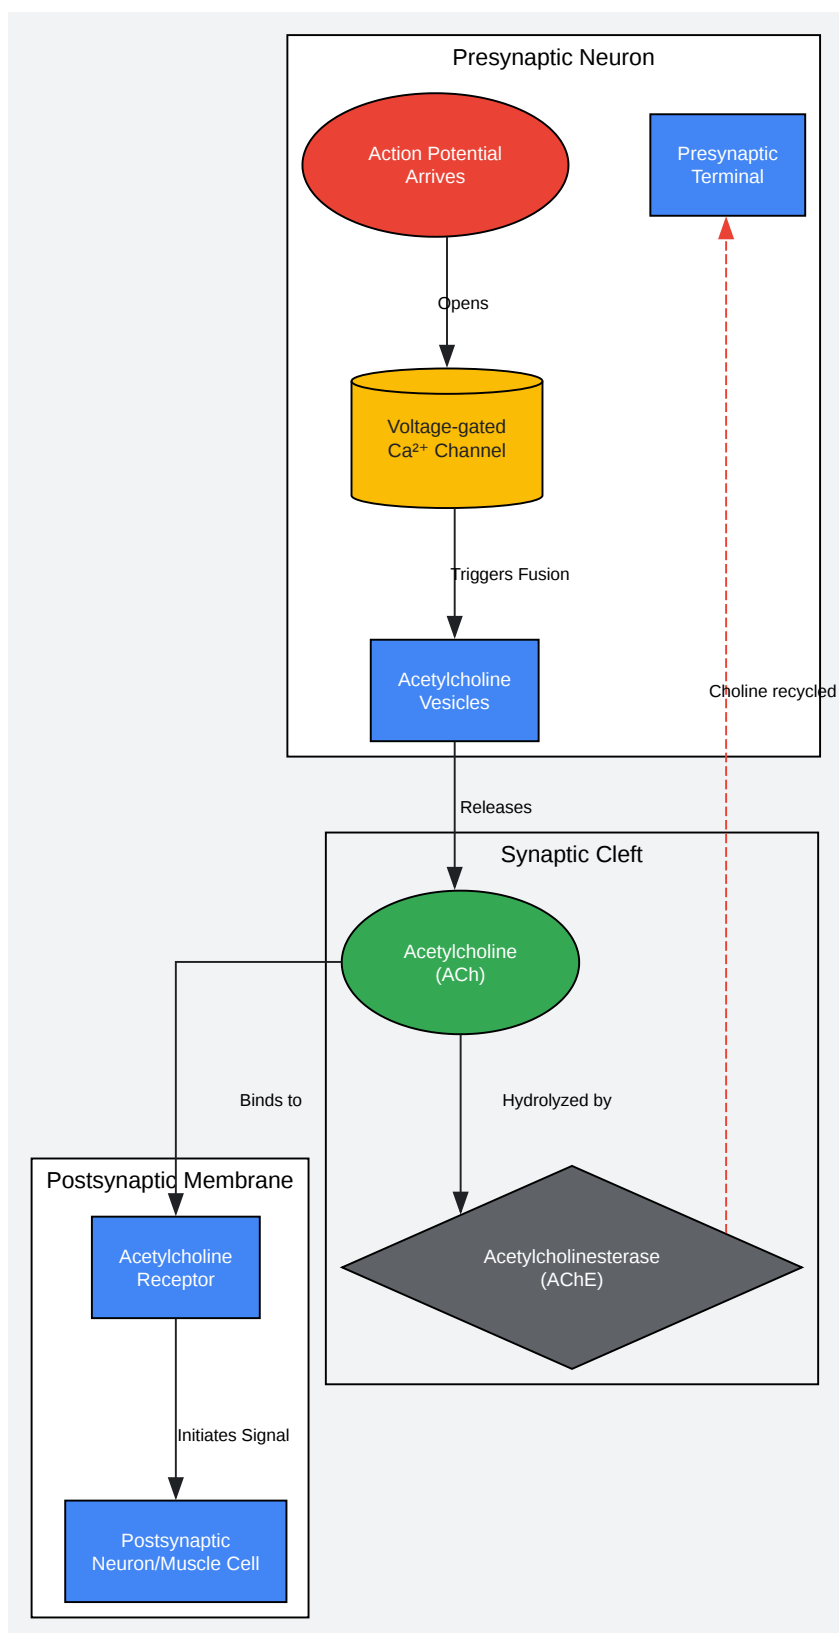 Presynaptic Neuron
Action Potential
Arrives
Presynaptic
Terminal
Opens
Voltage-gated
Ca²⁺ Channel
Triggers Fusion
Acetylcholine
Vesicles
Choline recycled
Releases
Synaptic Cleft
Acetylcholine
(ACh)
Binds to
Hydrolyzed by
Postsynaptic Membrane
Acetylcholine
Receptor
Acetylcholinesterase
(AChE)
Initiates Signal
Postsynaptic
Neuron/Muscle Cell